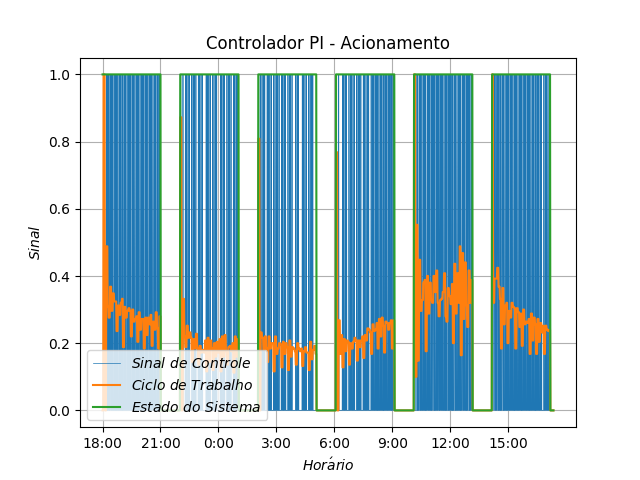 Controlador PI - Acionamento
1.0
0.8
0.6
0.4
0.2
0.0
Sinal
Sinal de Controle
Ciclo de Trabalho
Estado do Sistema
18:00 21:00 0:00 3:00 6:00 9:00 12:00 15:00
Horário